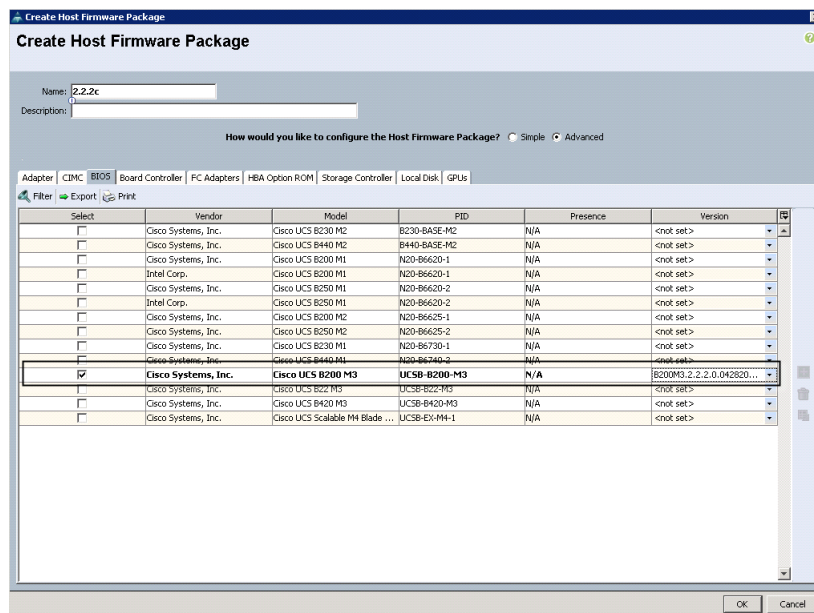 Create Host Firmware Package
Create Host Firmware Package
Name: 2.2.2c
Description:
How would you like to configure the Host Firmware Package? Simple Advanced
Adapter CIMC BIOS Board Controller FC Adapters HBA Option ROM Storage Controller Local Disk GPUs
Filter Export Print
Select Vendor Model PID Presence Version
Cisco Systems, Inc. Cisco UCS B230 M2 B230-BASE-M2 N/A <not set>
Cisco Systems, Inc. Cisco UCS B440 M2 B440-BASE-M2 N/A <not set>
Cisco Systems, Inc. Cisco UCS B200 M1 N20-B6620-1 N/A <not set>
Intel Corp. Cisco UCS B200 M1 N20-B6620-1 N/A <not set>
Cisco Systems, Inc. Cisco UCS B250 M1 N20-B6620-2 N/A <not set>
Intel Corp. Cisco UCS B250 M1 N20-B6620-2 N/A <not set>
Cisco Systems, Inc. Cisco UCS B200 M2 N20-B6625-1 N/A <not set>
Cisco Systems, Inc. Cisco UCS B250 M2 N20-B6625-2 N/A <not set>
Cisco Systems, Inc. Cisco UCS B230 M1 N20-B6730-1 N/A <not set>
Cisco Systems, Inc. Cisco UCS B440 M1 N20-B6740-2 N/A <not set>
Cisco Systems, Inc. Cisco UCS B200 M3 UCSB-B200-M3 N/A B200M3.2.2.2.0.042820...
Cisco Systems, Inc. Cisco UCS B22 M3 UCSB-B22-M3 N/A <not set>
Cisco Systems, Inc. Cisco UCS B420 M3 UCSB-B420-M3 N/A <not set>
Cisco Systems, Inc. Cisco UCS Scalable M4 Blade ... UCSB-EX-M4-1 N/A <not set>
OK Cancel